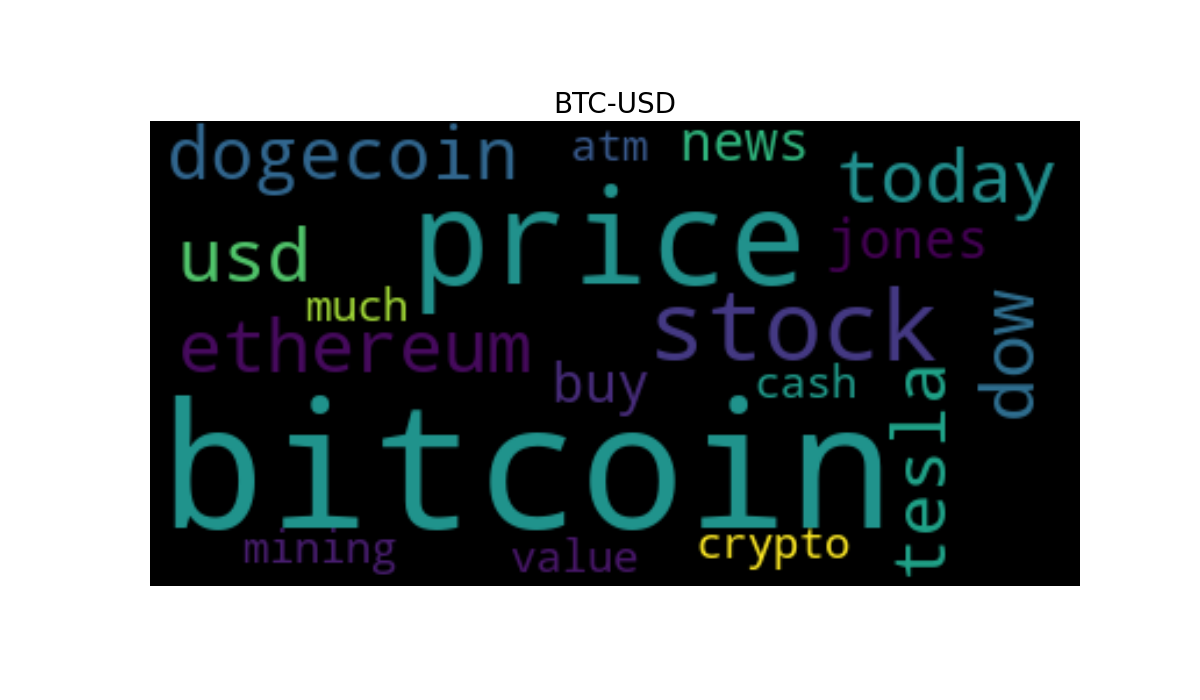 BTC-USD
dogecoin
atm
news
today
price
usd
jones
much
stock
dow
ethereum
buy
cash
tesla
bitcoin
mining
value
crypto